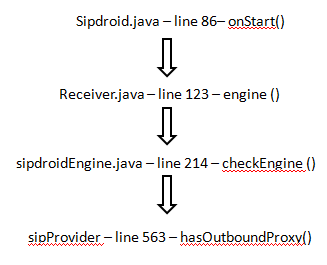 Sipdroid.java – line 86– onStart()
Receiver.java – line 123 – engine ()
sipdroidEngine.java – line 214 – checkEngine ()
sipProvider – line 563 – hasOutboundProxy()